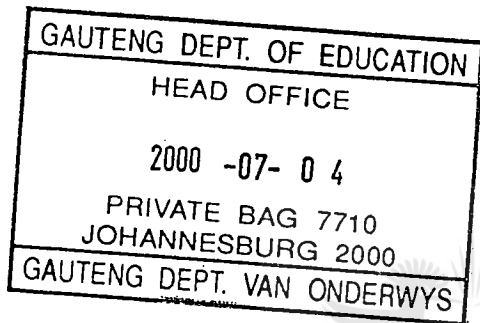 GAUTENG DEPT. OF EDUCATION
HEAD OFFICE
2000 -07- 0 4
PRIVATE BAG 7710
JOHANNESBURG 2000
GAUTENG DEPT. VAN ONDERWYS